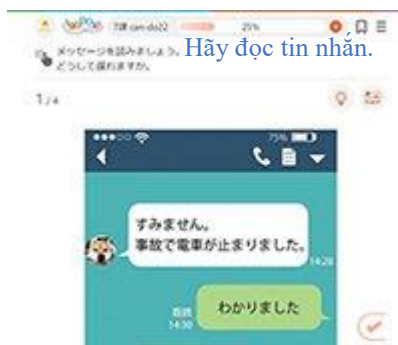 can-do22
25%
メッセージを読みましょう。
どうして遅れますか。
Hãy đọc tin nhắn.
1/4
75%
すみません。
事故で電車が止まりました。
14:28
わかりました
既読
14:30